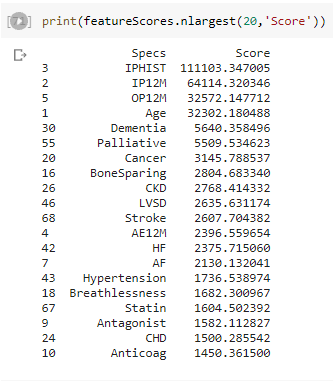 print(featureScores.nlargest(20,'Score'))
Specs Score
3 IPHIST 111103.347005
2 IP12M 64114.320346
5 OP12M 32572.147712
1 Age 32302.180488
30 Dementia 5640.358496
55 Palliative 5509.534623
20 Cancer 3145.788537
16 BoneSparing 2804.683340
26 CKD 2768.414332
46 LVSD 2635.631174
68 Stroke 2607.704382
4 AE12M 2396.559654
42 HF 2375.715060
7 AF 2130.132041
43 Hypertension 1736.538974
18 Breathlessness 1682.300967
67 Statin 1604.502392
9 Antagonist 1582.112827
24 CHD 1500.285542
10 Anticoag 1450.361500